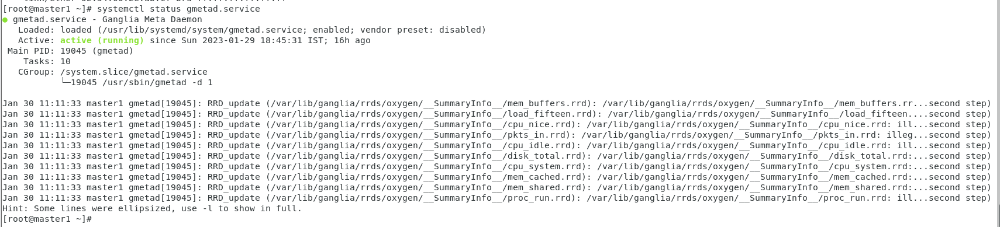 [root@master1 ~]# systemctl status gmetad.service
● gmetad.service - Ganglia Meta Daemon
   Loaded: loaded (/usr/lib/systemd/system/gmetad.service; enabled; vendor preset: disabled)
   Active: active (running) since Sun 2023-01-29 18:45:31 IST; 16h ago
 Main PID: 19045 (gmetad)
    Tasks: 10
   CGroup: /system.slice/gmetad.service
           └─19045 /usr/sbin/gmetad -d 1
Jan 30 11:11:33 master1 gmetad[19045]: RRD_update (/var/lib/ganglia/rrds/oxygen/__SummaryInfo__/mem_buffers.rrd): /var/lib/ganglia/rrds/oxygen/__SummaryInfo__/mem_buffers.rr...second step)
Jan 30 11:11:33 master1 gmetad[19045]: RRD_update (/var/lib/ganglia/rrds/oxygen/__SummaryInfo__/load_fifteen.rrd): /var/lib/ganglia/rrds/oxygen/__SummaryInfo__/load_fifteen....second step)
Jan 30 11:11:33 master1 gmetad[19045]: RRD_update (/var/lib/ganglia/rrds/oxygen/__SummaryInfo__/cpu_nice.rrd): /var/lib/ganglia/rrds/oxygen/__SummaryInfo__/cpu_nice.rrd: ill...second step)
Jan 30 11:11:33 master1 gmetad[19045]: RRD_update (/var/lib/ganglia/rrds/oxygen/__SummaryInfo__/pkts_in.rrd): /var/lib/ganglia/rrds/oxygen/__SummaryInfo__/pkts_in.rrd: illeg...second step)
Jan 30 11:11:33 master1 gmetad[19045]: RRD_update (/var/lib/ganglia/rrds/oxygen/__SummaryInfo__/cpu_idle.rrd): /var/lib/ganglia/rrds/oxygen/__SummaryInfo__/cpu_idle.rrd: ill...second step)
Jan 30 11:11:33 master1 gmetad[19045]: RRD_update (/var/lib/ganglia/rrds/oxygen/__SummaryInfo__/disk_total.rrd): /var/lib/ganglia/rrds/oxygen/__SummaryInfo__/disk_total.rrd:...second step)
Jan 30 11:11:33 master1 gmetad[19045]: RRD_update (/var/lib/ganglia/rrds/oxygen/__SummaryInfo__/cpu_system.rrd): /var/lib/ganglia/rrds/oxygen/__SummaryInfo__/cpu_system.rrd:...second step)
Jan 30 11:11:33 master1 gmetad[19045]: RRD_update (/var/lib/ganglia/rrds/oxygen/__SummaryInfo__/mem_cached.rrd): /var/lib/ganglia/rrds/oxygen/__SummaryInfo__/mem_cached.rrd:...second step)
Jan 30 11:11:33 master1 gmetad[19045]: RRD_update (/var/lib/ganglia/rrds/oxygen/__SummaryInfo__/mem_shared.rrd): /var/lib/ganglia/rrds/oxygen/__SummaryInfo__/mem_shared.rrd:...second step)
Jan 30 11:11:33 master1 gmetad[19045]: RRD_update (/var/lib/ganglia/rrds/oxygen/__SummaryInfo__/proc_run.rrd): /var/lib/ganglia/rrds/oxygen/__SummaryInfo__/proc_run.rrd: ill...second step)
Hint: Some lines were ellipsized, use -l to show in full.
[root@master1 ~]#